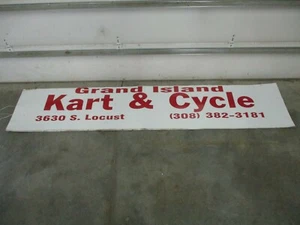 Grand Island
Kart & Cycle
3630 S. Locust (308) 382-3181